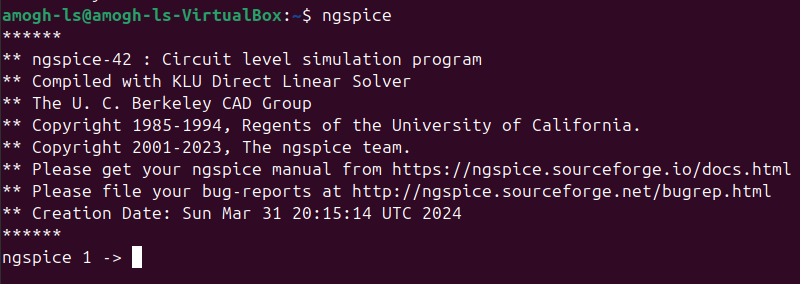 amogh-ls@amogh-ls-VirtualBox:~$ ngspice
******
** ngspice-42 : Circuit level simulation program
** Compiled with KLU Direct Linear Solver
** The U. C. Berkeley CAD Group
** Copyright 1985-1994, Regents of the University of California.
** Copyright 2001-2023, The ngspice team.
** Please get your ngspice manual from https://ngspice.sourceforge.io/docs.html
** Please file your bug-reports at http://ngspice.sourceforge.net/bugrep.html
** Creation Date: Sun Mar 31 20:15:14 UTC 2024
******
ngspice 1 ->